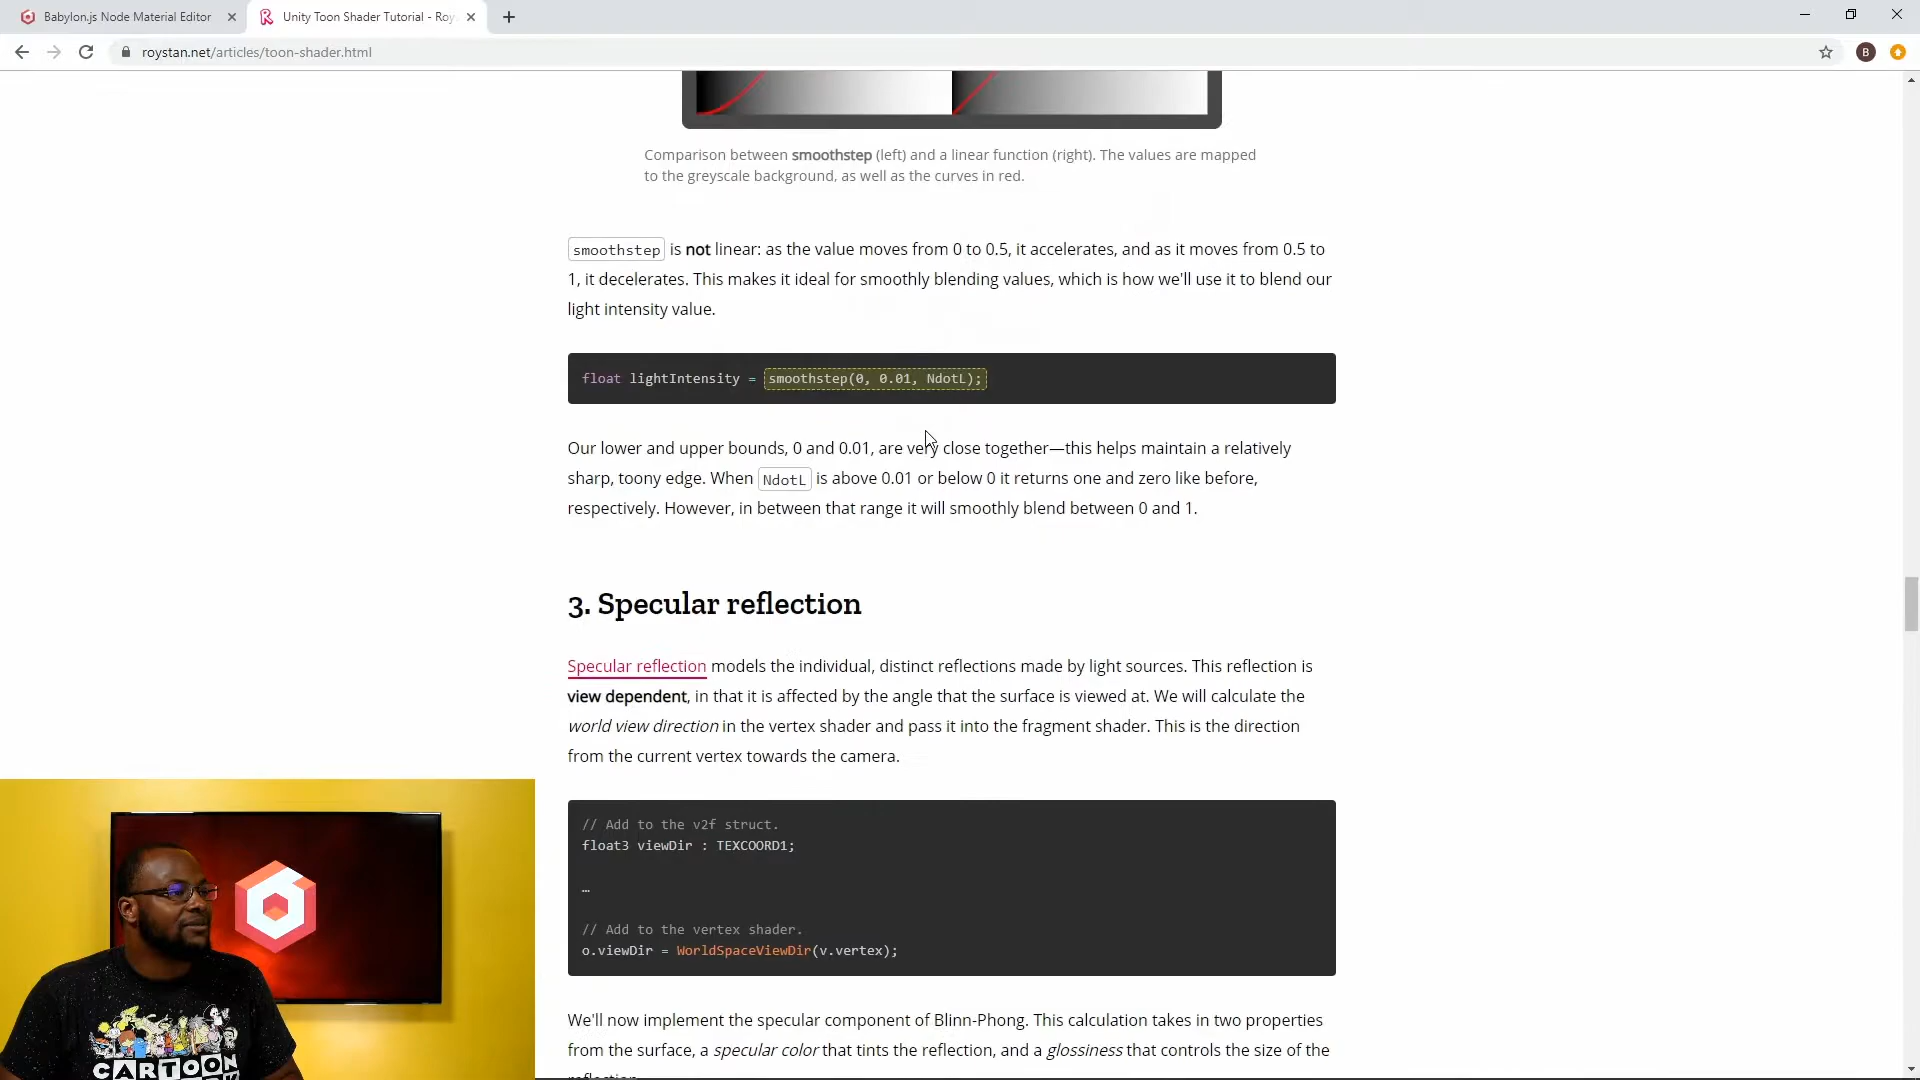 Babylon.js Node Material Editor
Unity Toon Shader Tutorial - Roy
roystan.net/articles/toon-shader.html
B
Comparison between smoothstep (left) and a linear function (right). The values are mapped
to the greyscale background, as well as the curves in red.
smoothstep is not linear: as the value moves from 0 to 0.5, it accelerates, and as it moves from 0.5 to
1, it decelerates. This makes it ideal for smoothly blending values, which is how we'll use it to blend our
light intensity value.
float lightIntensity = smoothstep(0, 0.01, NdotL);
Our lower and upper bounds, 0 and 0.01, are very close together—this helps maintain a relatively
sharp, toony edge. When NdotL is above 0.01 or below 0 it returns one and zero like before,
respectively. However, in between that range it will smoothly blend between 0 and 1.
3. Specular reflection
Specular reflection models the individual, distinct reflections made by light sources. This reflection is
view dependent, in that it is affected by the angle that the surface is viewed at. We will calculate the
world view direction in the vertex shader and pass it into the fragment shader. This is the direction
from the current vertex towards the camera.
// Add to the v2f struct.
float3 viewDir : TEXCOORD1;
…
// Add to the vertex shader.
o.viewDir = WorldSpaceViewDir(v.vertex);
We'll now implement the specular component of Blinn-Phong. This calculation takes in two properties
from the surface, a specular color that tints the reflection, and a glossiness that controls the size of the
reflection.
CARTOON